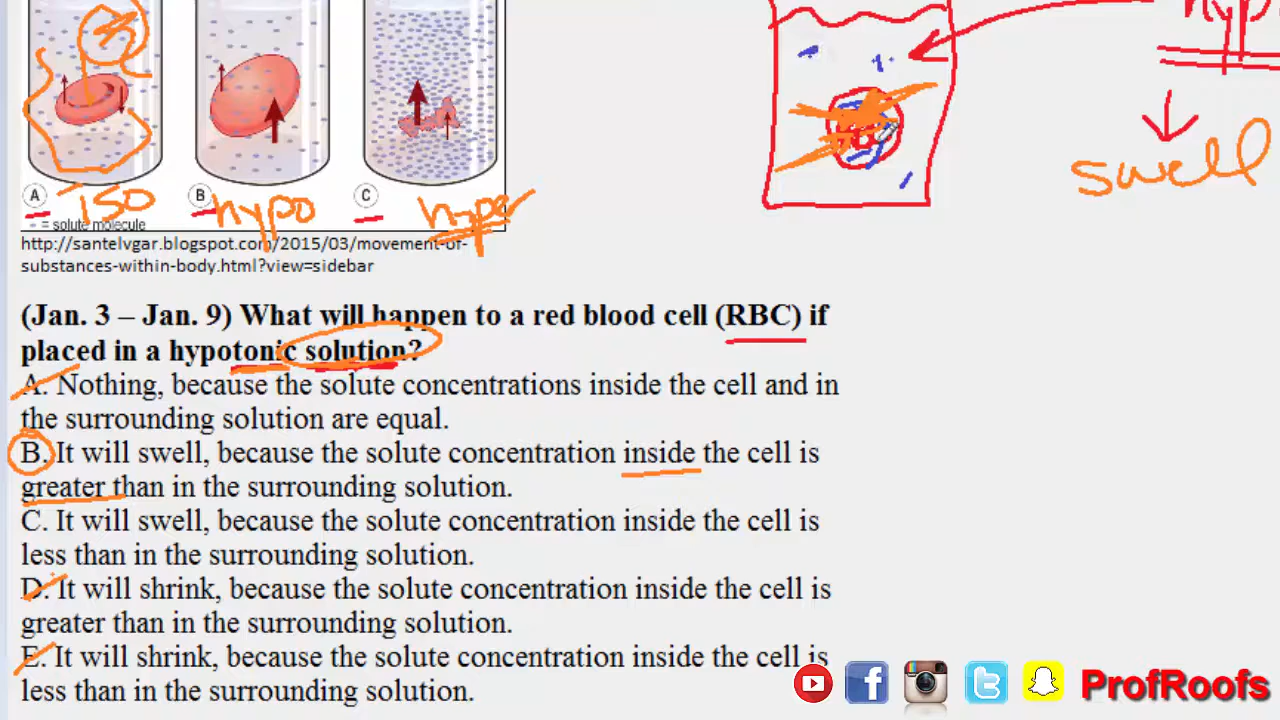 hyp
swell
A
B
C
iso
hypo
hyper
= solute molecule
http://santelvgar.blogspot.com/2015/03/movement-of-
substances-within-body.html?view=sidebar
(Jan. 3 – Jan. 9) What will happen to a red blood cell (RBC) if
placed in a hypotonic solution?
A. Nothing, because the solute concentrations inside the cell and in
the surrounding solution are equal.
B. It will swell, because the solute concentration inside the cell is
greater than in the surrounding solution.
C. It will swell, because the solute concentration inside the cell is
less than in the surrounding solution.
D. It will shrink, because the solute concentration inside the cell is
greater than in the surrounding solution.
E. It will shrink, because the solute concentration inside the cell is
less than in the surrounding solution.
ProfRoofs